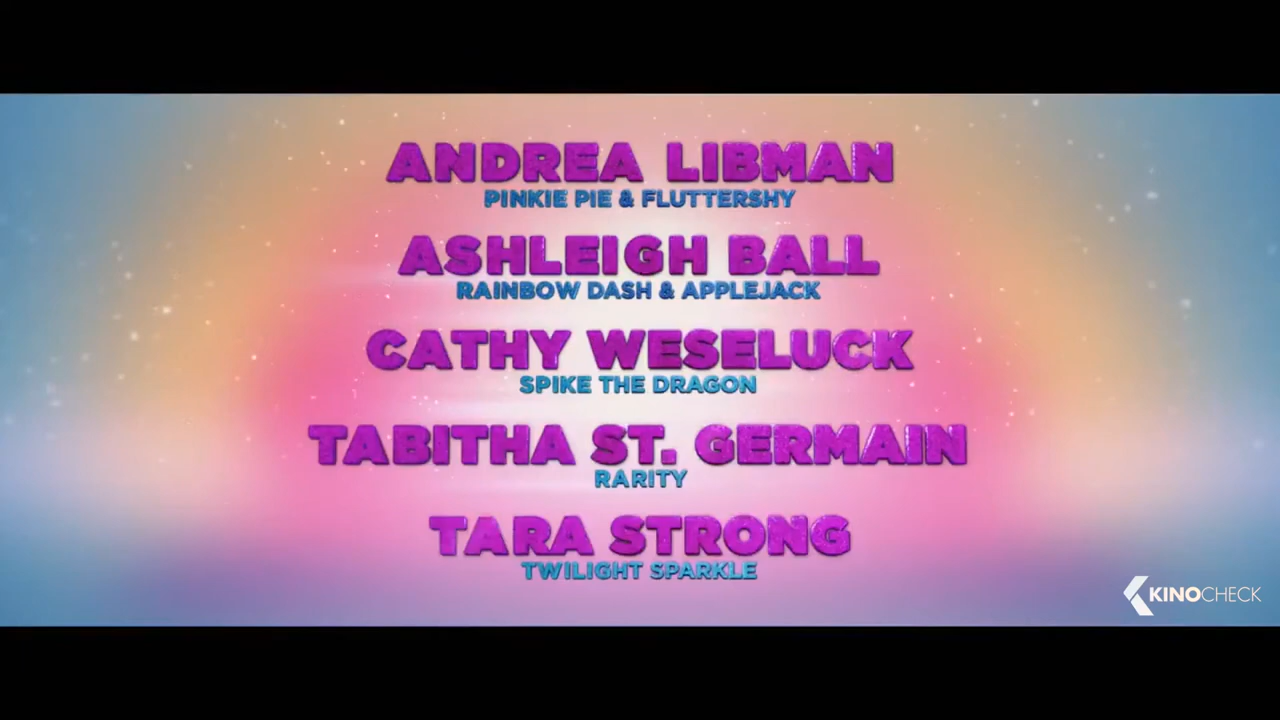 ANDREA LIBMAN
PINKIE PIE & FLUTTERSHY
ASHLEIGH BALL
RAINBOW DASH & APPLEJACK
CATHY WESELUCK
SPIKE THE DRAGON
TABITHA ST. GERMAIN
RARITY
TARA STRONG
TWILIGHT SPARKLE
KINOCHECK